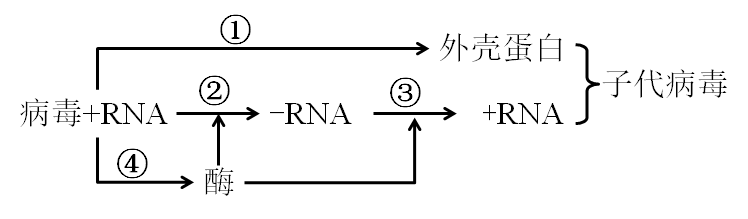 ①
外壳蛋白
子代病毒
病毒+RNA ② -RNA ③ +RNA
④
酶